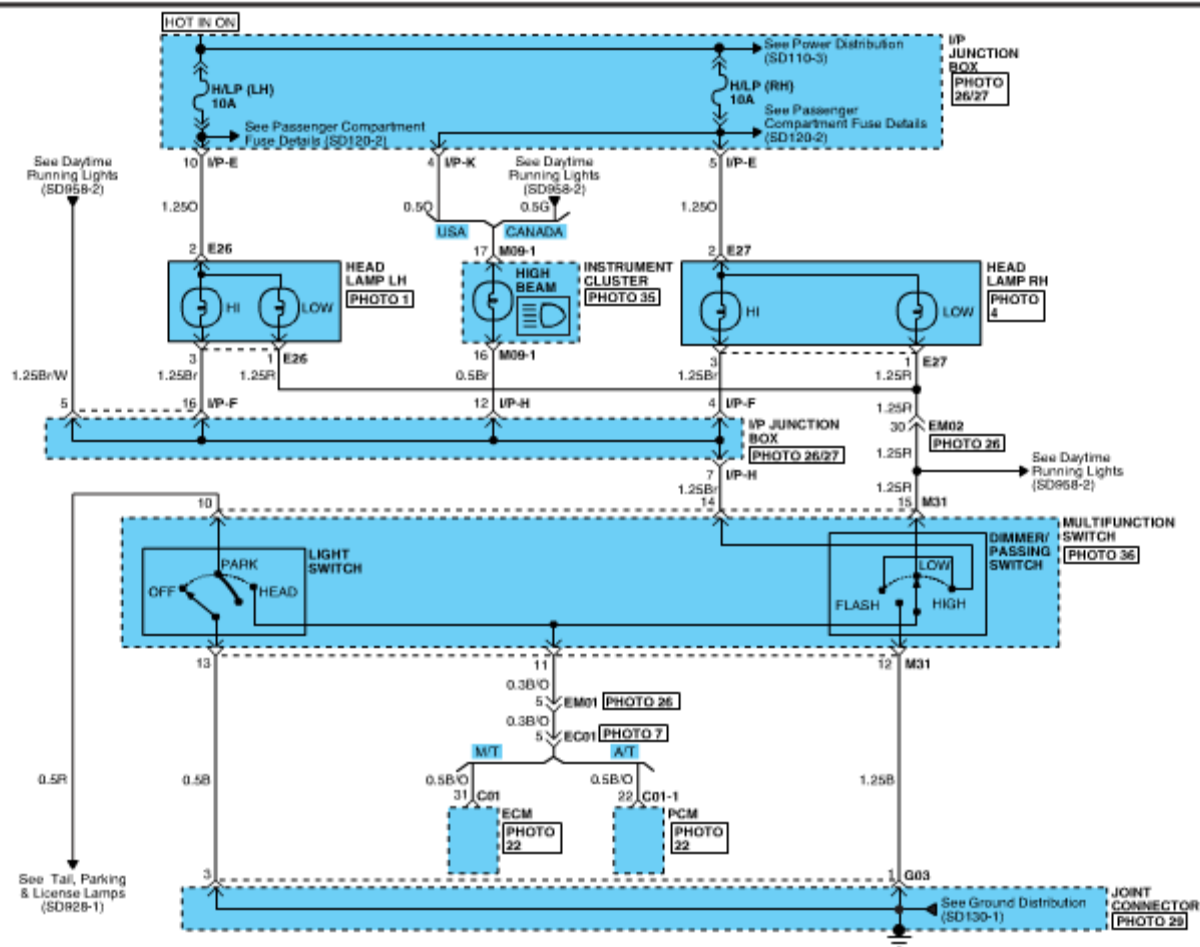 HOT IN ON
I/P
JUNCTION
BOX
PHOTO
26/27
See Power Distribution
(SD110-3)
H/LP (LH)
10A
H/LP (RH)
10A
See Passenger Compartment
Fuse Details (SD120-2)
See Passenger
Compartment Fuse Details
(SD120-2)
10 I/P-E
4 I/P-K
5 I/P-E
See Daytime
Running Lights
(SD958-2)
See Daytime
Running Lights
(SD958-2)
1.25O
0.5O
0.5G
1.25O
USA
CANADA
2 E26
17 M09-1
2 E27
HEAD
LAMP LH
PHOTO 1
HI
LOW
HIGH
BEAM
INSTRUMENT
CLUSTER
PHOTO 35
HEAD
LAMP RH
PHOTO
4
HI
LOW
3
1 E26
16 M09-1
3
1 E27
1.25Br/W
1.25Br
1.25R
0.5Br
1.25Br
1.25R
5
16 I/P-F
12 I/P-H
4 I/P-F
1.25R
30 EM02
PHOTO 26
I/P JUNCTION
BOX
PHOTO 26/27
1.25R
See Daytime
Running Lights
(SD958-2)
7 I/P-H
1.25Br
1.25R
10
14
15 M31
MULTIFUNCTION
SWITCH
PHOTO 36
LIGHT
SWITCH
PARK
OFF
HEAD
DIMMER/
PASSING
SWITCH
LOW
FLASH
HIGH
13
11
12 M31
0.3B/O
5 EM01 PHOTO 26
0.3B/O
5 EC01 PHOTO 7
M/T
A/T
0.5R
0.5B
0.5B/O
0.5B/O
1.25B
31 C01
22 C01-1
ECM
PHOTO
22
PCM
PHOTO
22
See Tail, Parking
& License Lamps
(SD928-1)
3
1 G03
See Ground Distribution
(SD130-1)
JOINT
CONNECTOR
PHOTO 29